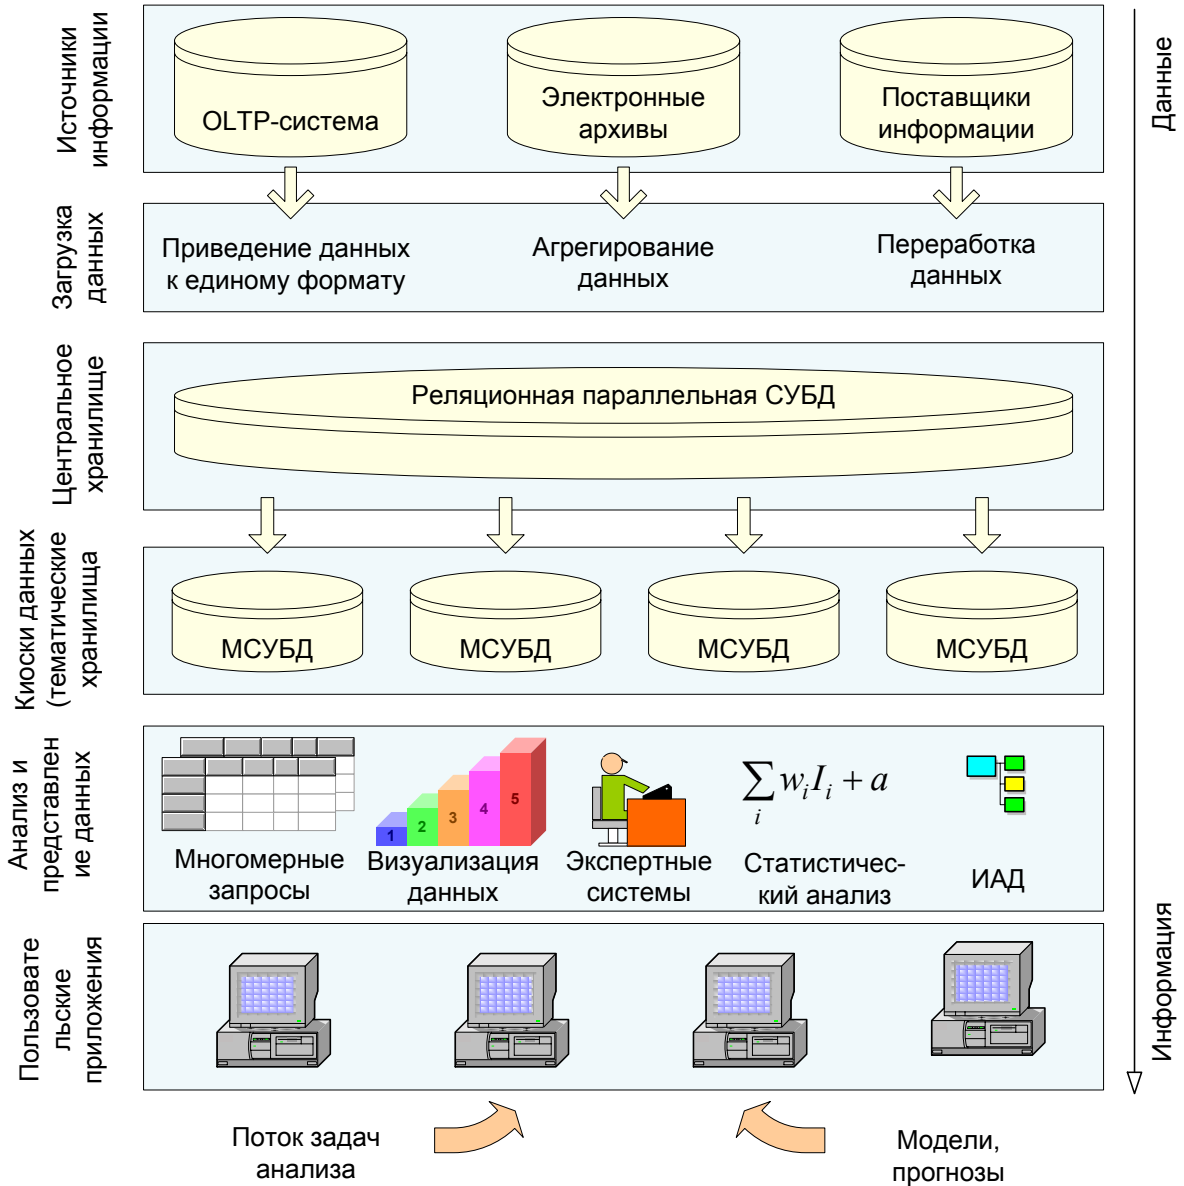 Источники
информации
OLTP-система
Электронные
архивы
Поставщики
информации
Данные
Загрузка
данных
Приведение данных
к единому формату
Агрегирование
данных
Переработка
данных
Центральное
хранилище
Реляционная параллельная СУБД
Киоски данных
(тематические
хранилища
МСУБД
МСУБД
МСУБД
МСУБД
Анализ и
представлен
ие данных
1
2
3
4
5
∑ᵢ wᵢIᵢ + a
Многомерные
запросы
Визуализация
данных
Экспертные
системы
Статистичес-
кий анализ
ИАД
Пользовате
льские
приложения
Информация
Поток задач
анализа
Модели,
прогнозы